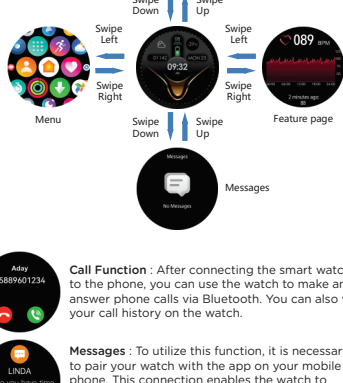 Swipe Swipe
Down Up
Swipe Swipe
Left Left
089 BPM
09:32
Swipe Swipe
Right Right
2 minutes ago:
88
Menu
Feature page
Swipe Swipe
Down Up
Messages
No Messages
Messages
Aday
5889601234
Call Function : After connecting the smart watc
to the phone, you can use the watch to make an
answer phone calls via Bluetooth. You can also
your call history on the watch.
LINDA
Messages : To utilize this function, it is necessar
to pair your watch with the app on your mobile
phone. This connection enables the watch to